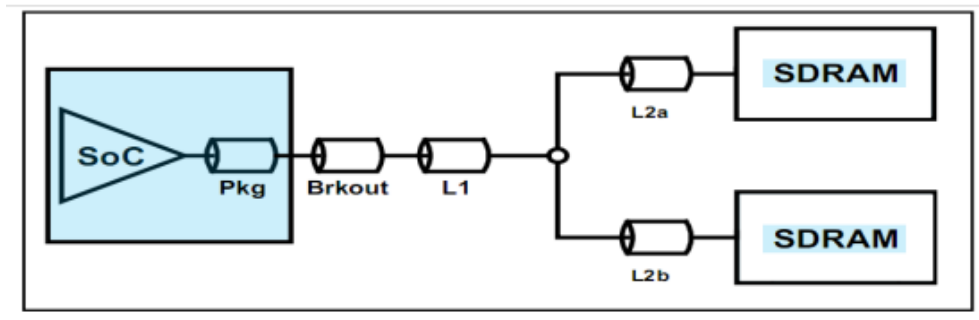 SDRAM
L2a
SoC
Pkg
Brkout
L1
SDRAM
L2b